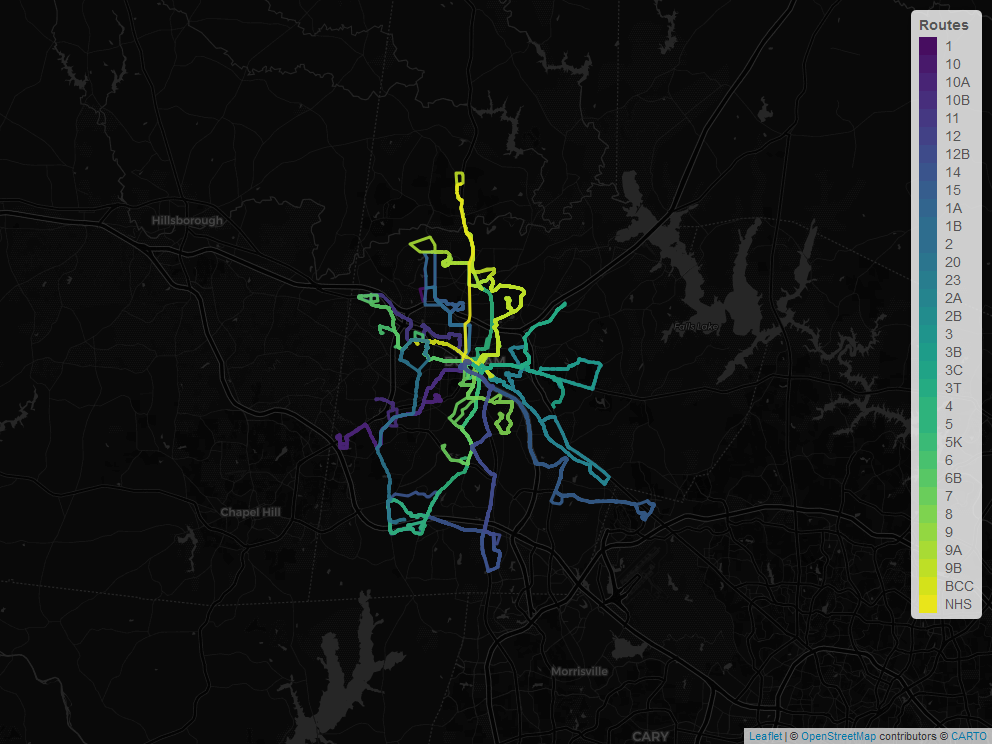 Routes
1
10
10A
10B
11
12
12B
14
15
1A
1B
2
20
23
2A
2B
3
3B
3C
3T
4
5
5K
6
6B
7
8
9
9A
9B
BCC
NHS
Hillsborough
Falls Lake
Chapel Hill
Morrisville
CARY
Leaflet | © OpenStreetMap contributors © CARTO